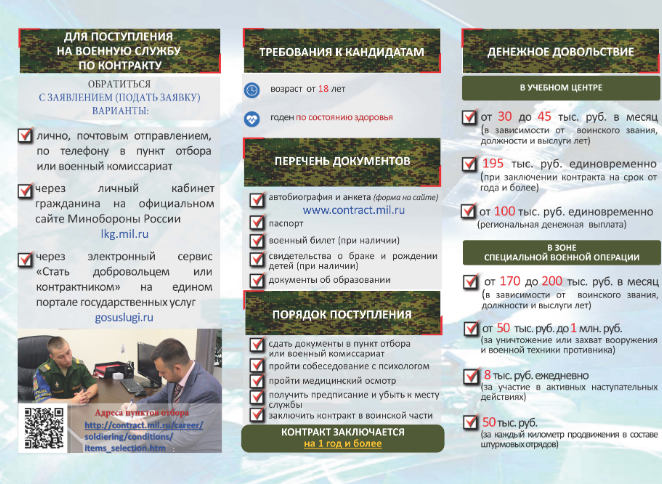 ДЛЯ ПОСТУПЛЕНИЯ
НА ВОЕННУЮ СЛУЖБУ
ПО КОНТРАКТУ
ОБРАТИТЬСЯ
С ЗАЯВЛЕНИЕМ (ПОДАТЬ ЗАЯВКУ)
ВАРИАНТЫ:
лично, почтовым отправлением,
по телефону в пункт отбора
или военный комиссариат
через личный кабинет
гражданина на официальном
сайте Минобороны России
lkg.mil.ru
через электронный сервис
«Стать добровольцем или
контрактником» на едином
портале государственных услуг
gosuslugi.ru
Адреса пунктов отбора
http://contract.mil.ru/career/
soldiering/conditions/
items_selection.htm
ТРЕБОВАНИЯ К КАНДИДАТАМ
возраст от 18 лет
годен по состоянию здоровья
ПЕРЕЧЕНЬ ДОКУМЕНТОВ
автобиография и анкета (форма на сайте)
www.contract.mil.ru
паспорт
военный билет (при наличии)
свидетельства о браке и рождении
детей (при наличии)
документы об образовании
ПОРЯДОК ПОСТУПЛЕНИЯ
сдать документы в пункт отбора
или военный комиссариат
пройти собеседование с психологом
пройти медицинский осмотр
получить предписание и убыть к месту
службы
заключить контракт в воинской части
КОНТРАКТ ЗАКЛЮЧАЕТСЯ
на 1 год и более
ДЕНЕЖНОЕ ДОВОЛЬСТВИЕ
В УЧЕБНОМ ЦЕНТРЕ
от 30 до 45 тыс. руб. в месяц
(в зависимости от воинского звания,
должности и выслуги лет)
195 тыс. руб. единовременно
(при заключении контракта на срок от
года и более)
от 100 тыс. руб. единовременно
(региональная денежная выплата)
В ЗОНЕ
СПЕЦИАЛЬНОЙ ВОЕННОЙ ОПЕРАЦИИ
от 170 до 200 тыс. руб. в месяц
(в зависимости от воинского звания,
должности и выслуги лет)
от 50 тыс. руб. до 1 млн. руб.
(за уничтожение или захват вооружения
и военной техники противника)
8 тыс. руб. ежедневно
(за участие в активных наступательных
действиях)
50 тыс. руб.
(за каждый километр продвижения в составе
штурмовых отрядов)